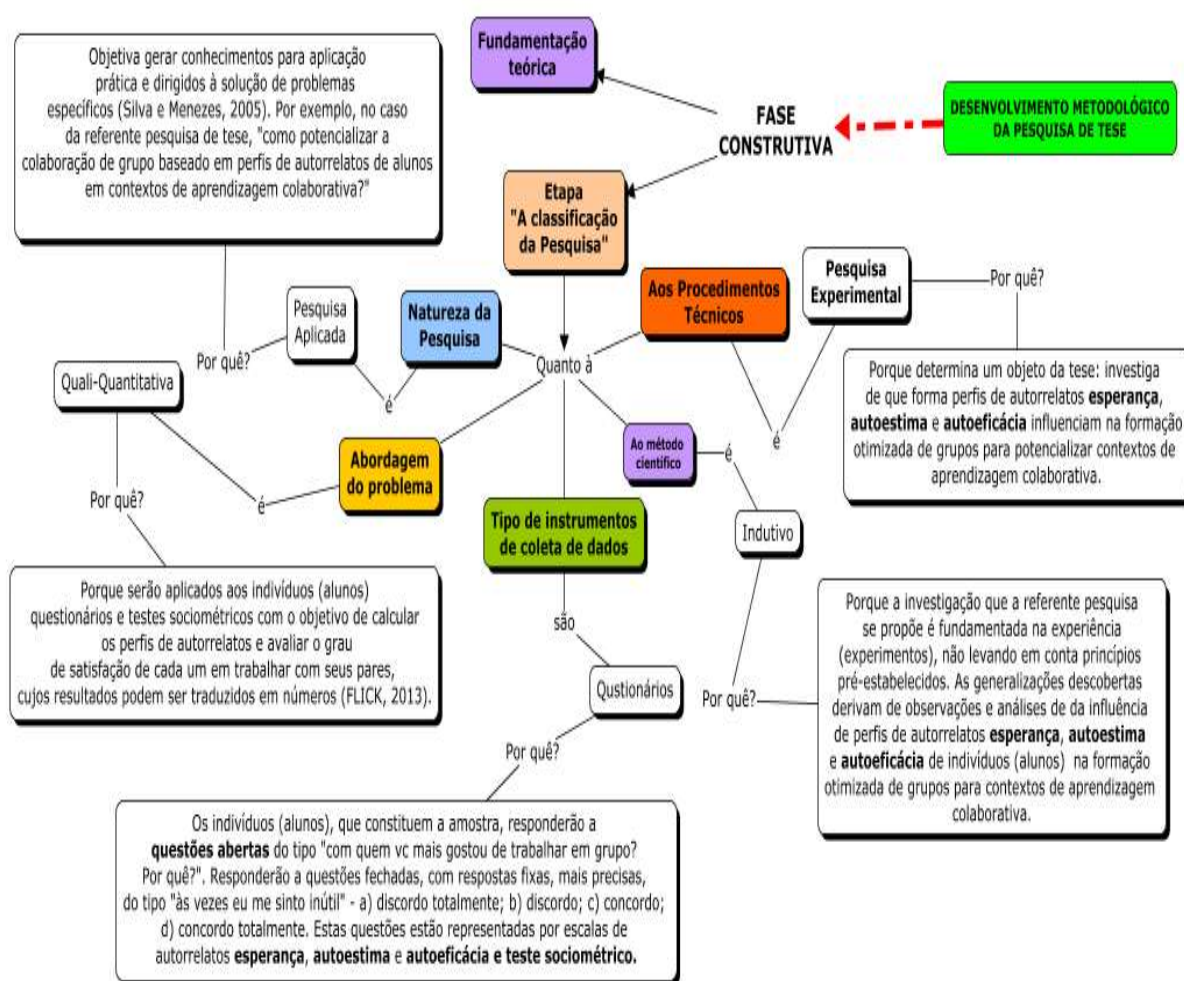 Objetiva gerar conhecimentos para aplicação
prática e dirigidos à solução de problemas
específicos (Silva e Menezes, 2005). Por exemplo, no caso
da referente pesquisa de tese, "como potencializar a
colaboração de grupo baseado em perfis de autorrelatos de alunos
em contextos de aprendizagem colaborativa?"
Fundamentação
teórica
FASE
CONSTRUTIVA
DESENVOLVIMENTO METODOLÓGICO
DA PESQUISA DE TESE
Etapa
"A classificação
da Pesquisa"
Pesquisa
Aplicada
Por quê?
é
Natureza da
Pesquisa
Quanto à
Aos Procedimentos
Técnicos
é
Pesquisa
Experimental
Por quê?
Porque determina um objeto da tese: investiga
de que forma perfis de autorrelatos esperança,
autoestima e autoeficácia influenciam na formação
otimizada de grupos para potencializar contextos de
aprendizagem colaborativa.
Quali-Quantitativa
Por quê?
é
Abordagem
do problema
Porque serão aplicados aos indivíduos (alunos)
questionários e testes sociométricos com o objetivo de calcular
os perfis de autorrelatos e avaliar o grau
de satisfação de cada um em trabalhar com seus pares,
cujos resultados podem ser traduzidos em números (FLICK, 2013).
Ao método
científico
é
Indutivo
Por quê?
Porque a investigação que a referente pesquisa
se propõe é fundamentada na experiência
(experimentos), não levando em conta princípios
pré-estabelecidos. As generalizações descobertas
derivam de observações e análises de da influência
de perfis de autorrelatos esperança, autoestima
e autoeficácia de indivíduos (alunos) na formação
otimizada de grupos para contextos de aprendizagem
colaborativa.
Tipo de instrumentos
de coleta de dados
são
Qustionários
Por quê?
Os indivíduos (alunos), que constituem a amostra, responderão a
questões abertas do tipo "com quem vc mais gostou de trabalhar em grupo?
Por quê?". Responderão a questões fechadas, com respostas fixas, mais precisas,
do tipo "às vezes eu me sinto inútil" - a) discordo totalmente; b) discordo; c) concordo;
d) concordo totalmente. Estas questões estão representadas por escalas de
autorrelatos esperança, autoestima e autoeficácia e teste sociométrico.